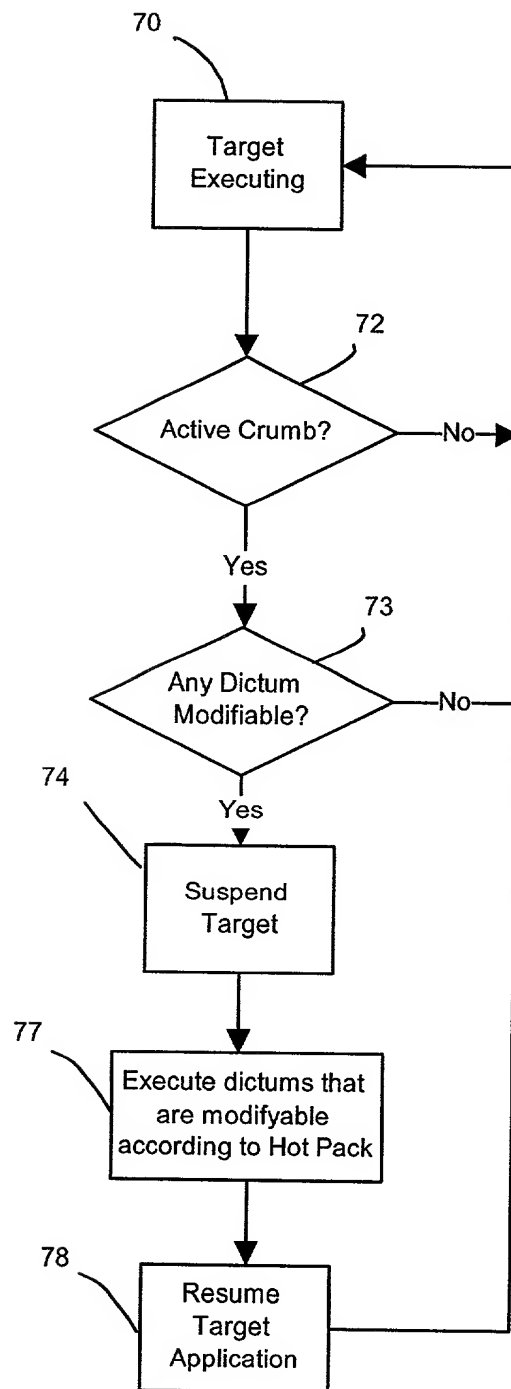 70
Target
Executing
72
Active Crumb?
No
Yes
73
Any Dictum
Modifiable?
No
74
Yes
Suspend
Target
77
Execute dictums that
are modifyable
according to Hot Pack
78
Resume
Target
Application